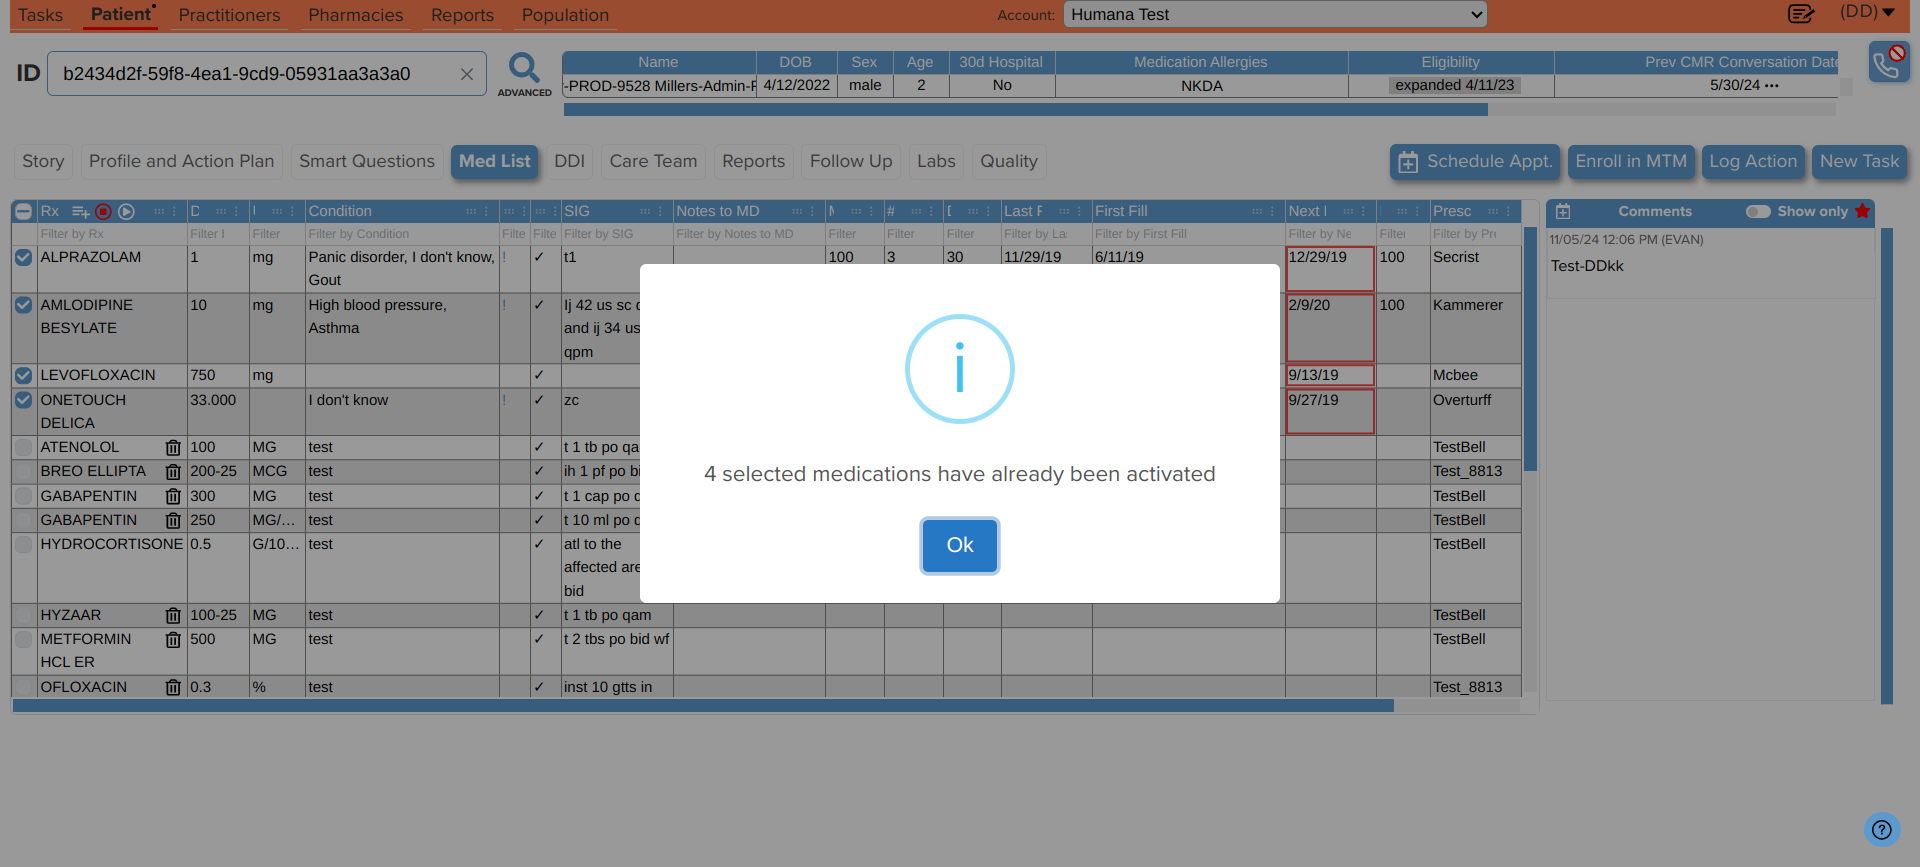 Tasks Patient Practitioners Pharmacies Reports Population Account: Humana Test (DD)
ID b2434d2f-59f8-4ea1-9cd9-05931aa3a3a0 ADVANCED
Name DOB Sex Age 30d Hospital Medication Allergies Eligibility Prev CMR Conversation Date
-PROD-9528 Millers-Admin-F 4/12/2022 male 2 No NKDA expanded 4/11/23 5/30/24 •••
Story Profile and Action Plan Smart Questions Med List DDI Care Team Reports Follow Up Labs Quality Schedule Appt. Enroll in MTM Log Action New Task
Rx Condition SIG Notes to MD # Last F First Fill Next Presc
Filter by Rx Filter Filter Filter by Condition Filte Filte Filter by SIG Filter by Notes to MD Filter Filter Filter Filter by La Filter by First Fill Filter by Ne Filter Filter by Pre
ALPRAZOLAM 1 mg Panic disorder, I don't know, ! ✓ t1 100 3 30 11/29/19 6/11/19 12/29/19 100 Secrist
Gout
AMLODIPINE 10 mg High blood pressure, ! ✓ Ij 42 us sc 2/9/20 100 Kammerer
BESYLATE Asthma and ij 34 us
qpm
LEVOFLOXACIN 750 mg ✓ 9/13/19 Mcbee
ONETOUCH 33.000 I don't know ! ✓ zc 9/27/19 Overturff
DELICA
ATENOLOL 100 MG test ✓ t 1 tb po qa TestBell
BREO ELLIPTA 200-25 MCG test ✓ ih 1 pf po bi Test_8813
GABAPENTIN 300 MG test ✓ t 1 cap po TestBell
GABAPENTIN 250 MG/... test ✓ t 10 ml po TestBell
HYDROCORTISONE 0.5 G/10... test ✓ atl to the TestBell
affected are
bid
HYZAAR 100-25 MG test ✓ t 1 tb po qam TestBell
METFORMIN 500 MG test ✓ t 2 tbs po bid wf TestBell
HCL ER
OFLOXACIN 0.3 % test ✓ inst 10 gtts in Test_8813
Comments Show only
11/05/24 12:06 PM (EVAN)
Test-DDkk
i
4 selected medications have already been activated
Ok
?